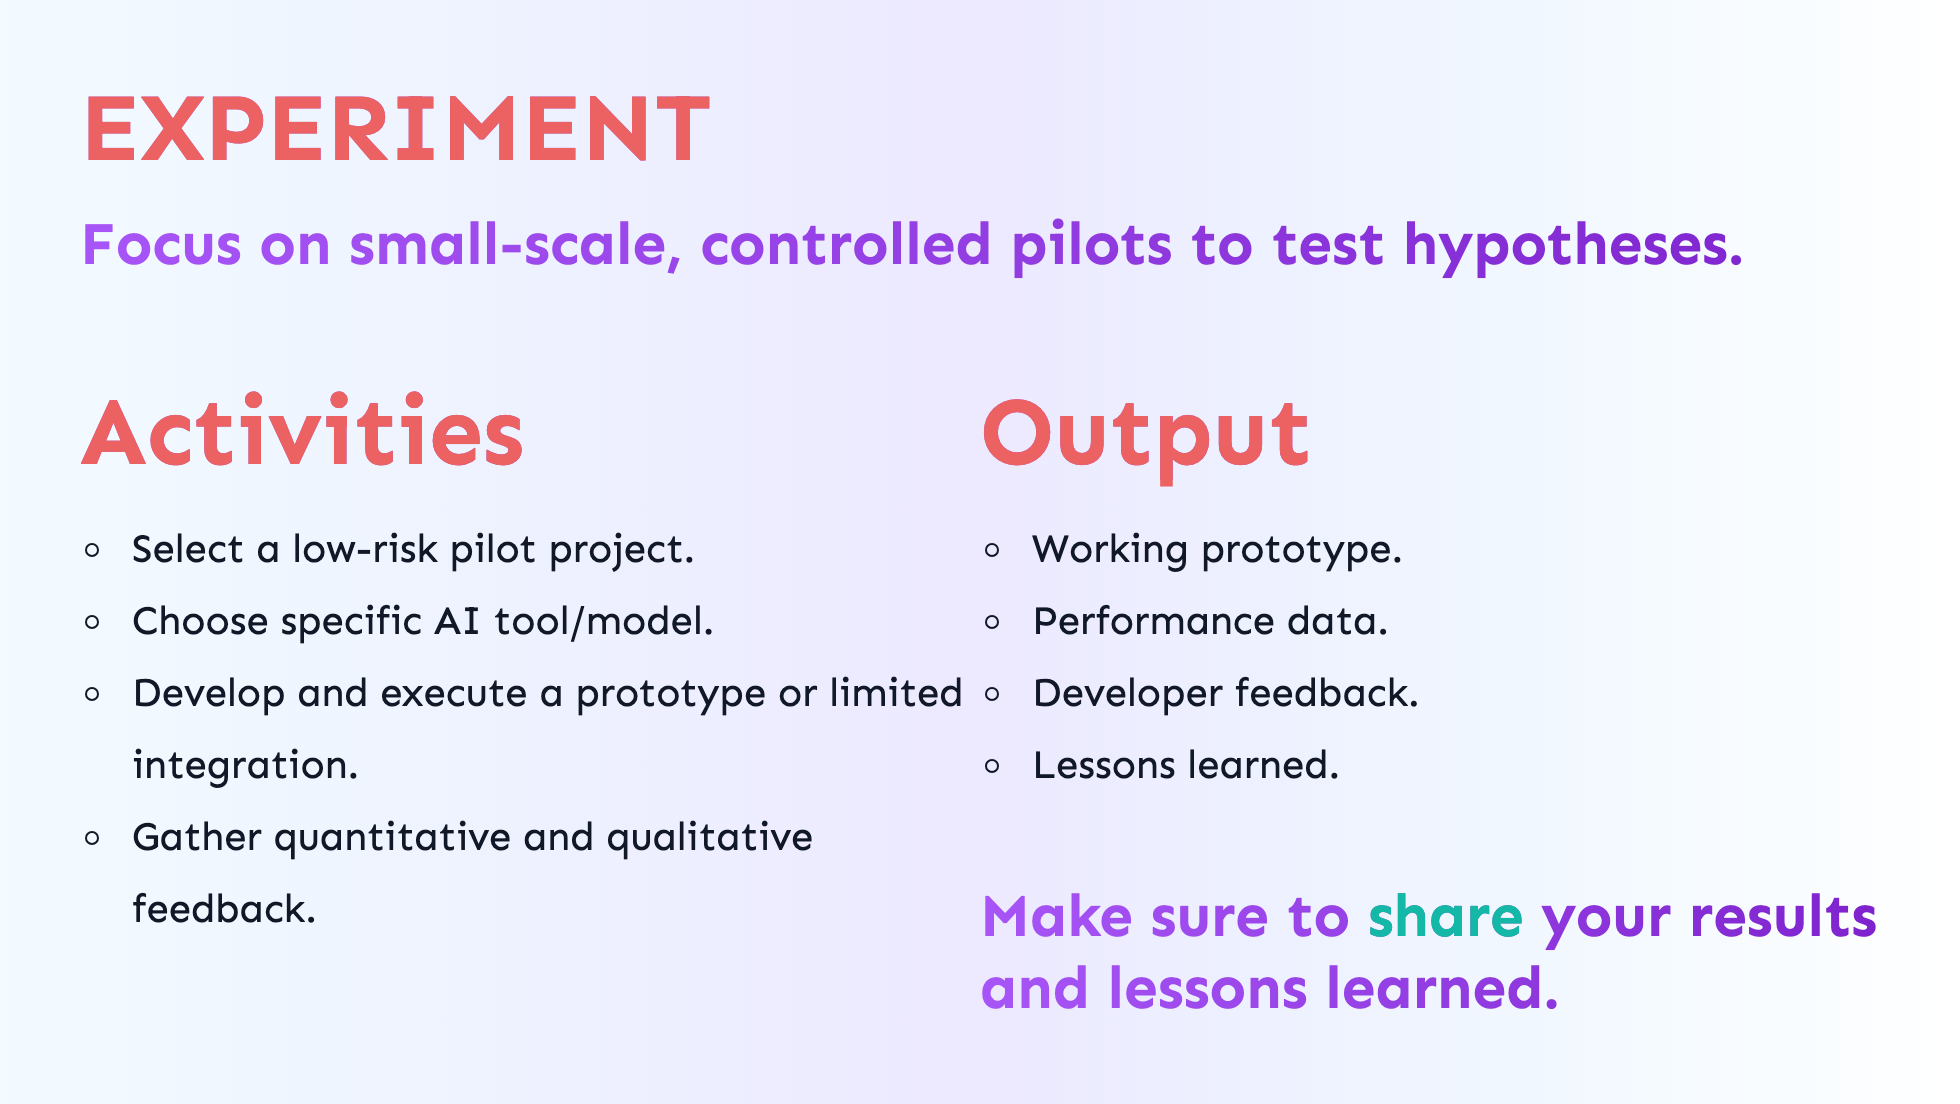 EXPERIMENT
Focus on small-scale, controlled pilots to test hypotheses.
Activities
Select a low-risk pilot project.
Choose specific AI tool/model.
Develop and execute a prototype or limited
integration.
Gather quantitative and qualitative
feedback.
Output
Working prototype.
Performance data.
Developer feedback.
Lessons learned.
Make sure to share your results
and lessons learned.